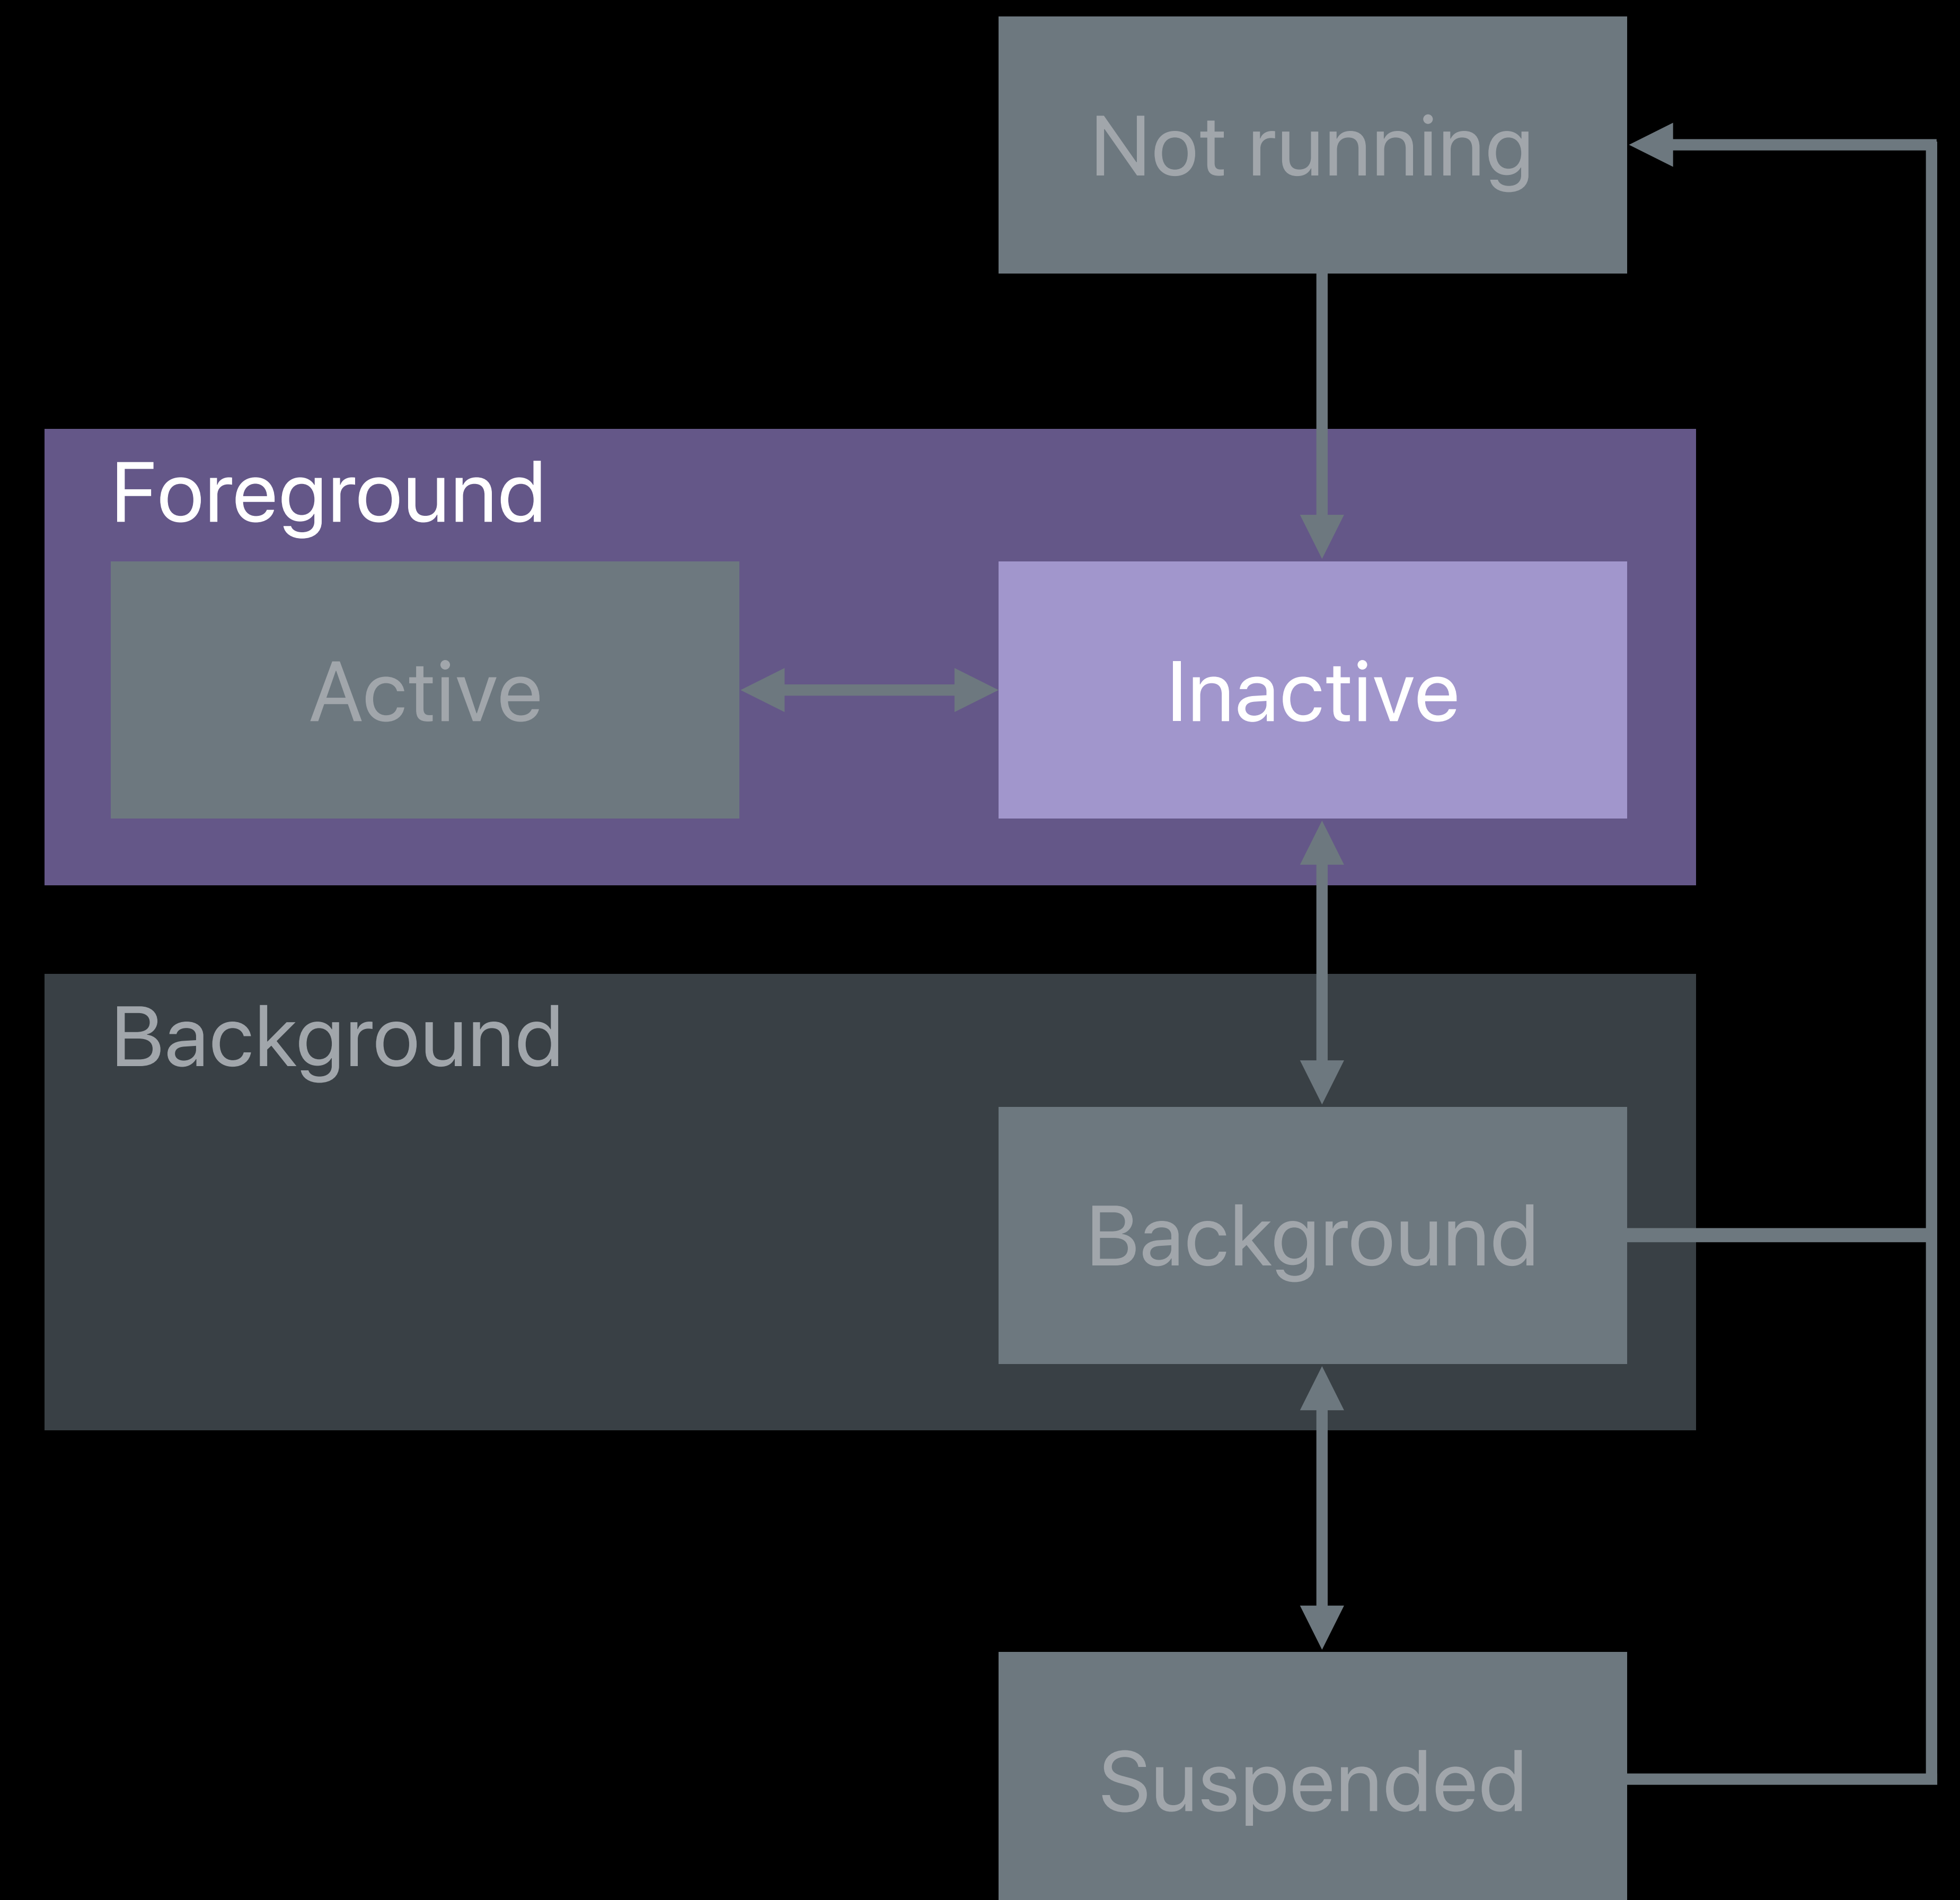 Not running
Foreground
Active
Inactive
Background
Background
Suspended